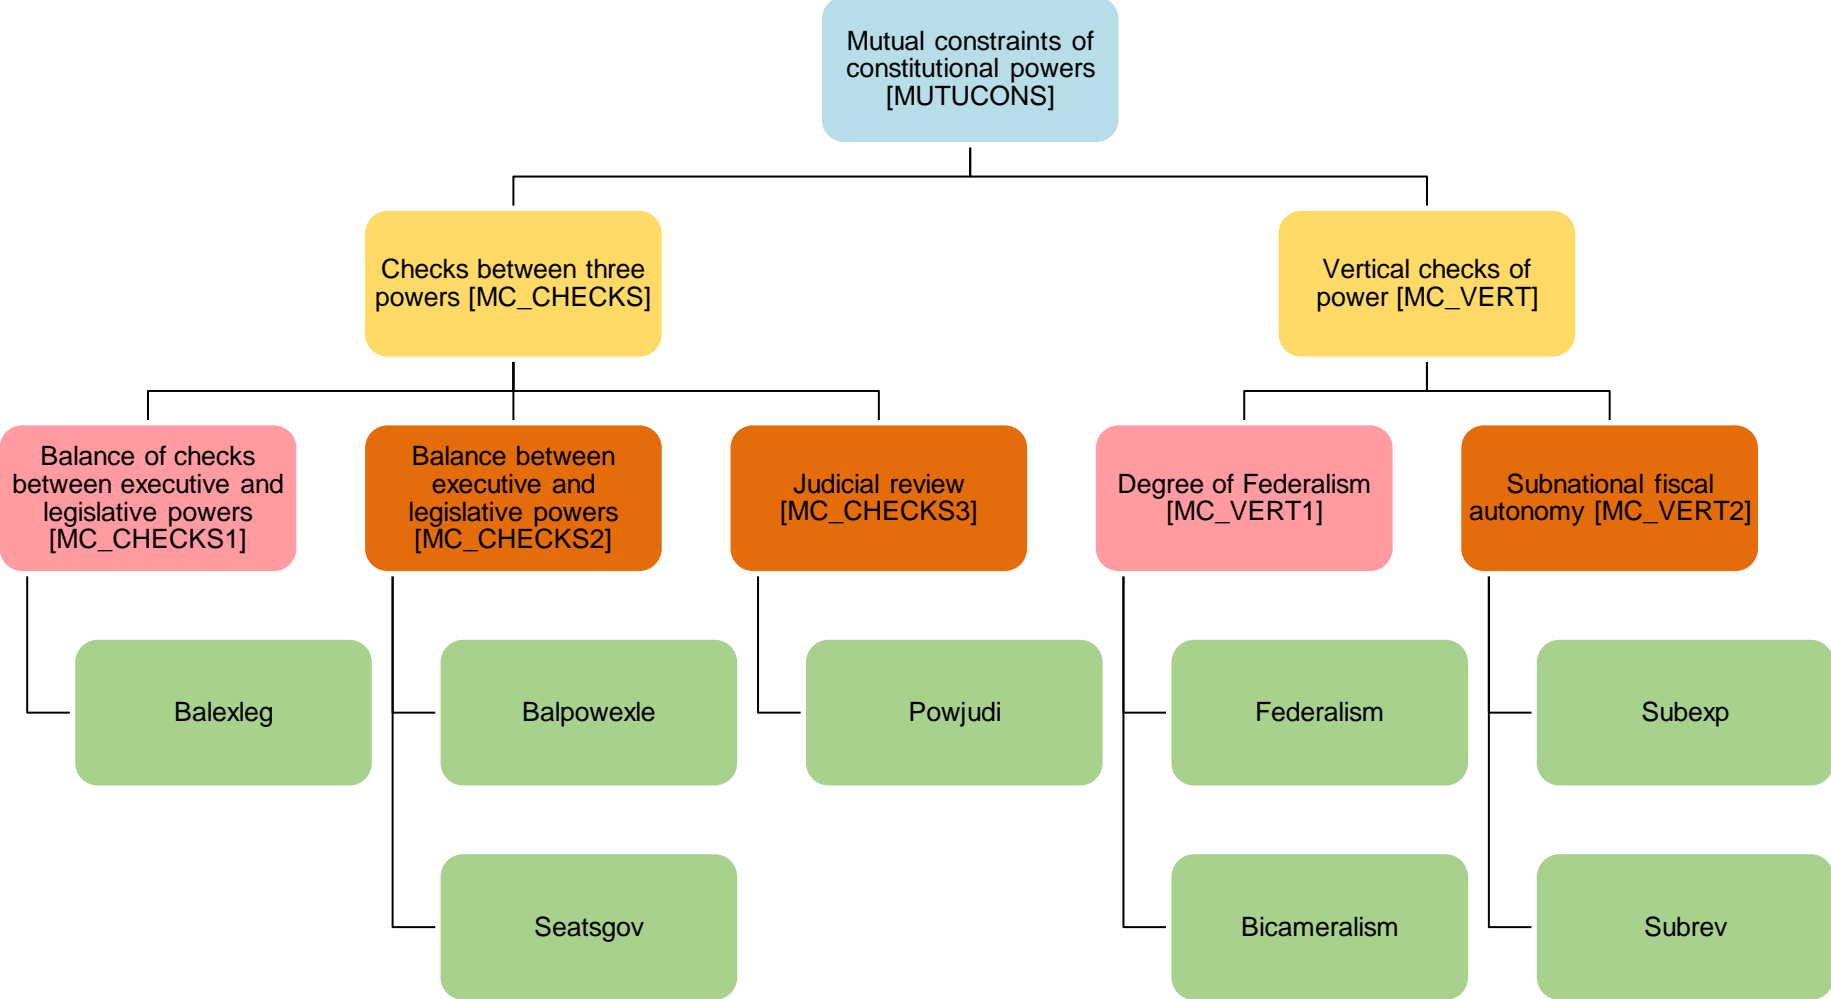 Mutual constraints of
constitutional powers
[MUTUCONS]
Checks between three
powers [MC_CHECKS]
Vertical checks of
power [MC_VERT]
Balance of checks
between executive and
legislative powers
[MC_CHECKS1]
Balance between
executive and
legislative powers
[MC_CHECKS2]
Judicial review
[MC_CHECKS3]
Degree of Federalism
[MC_VERT1]
Subnational fiscal
autonomy [MC_VERT2]
Balexleg
Balpowexle
Powjudi
Federalism
Subexp
Seatsgov
Bicameralism
Subrev